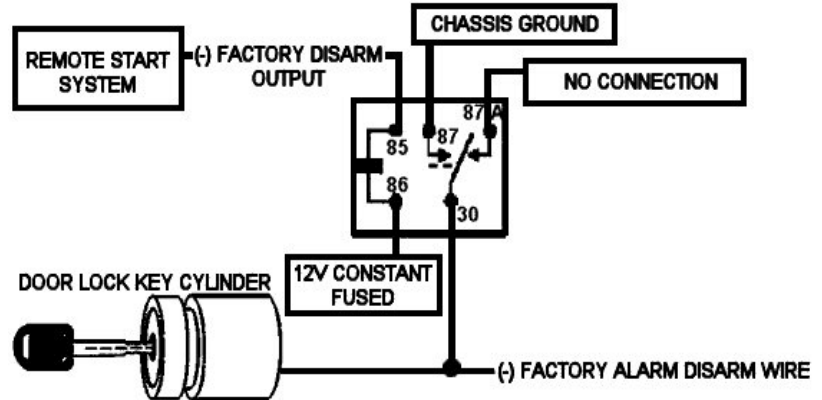 CHASSIS GROUND
REMOTE START
SYSTEM
(-) FACTORY DISARM
OUTPUT
NO CONNECTION
87 A
87
85
86
30
12V CONSTANT
FUSED
DOOR LOCK KEY CYLINDER
(-) FACTORY ALARM DISARM WIRE